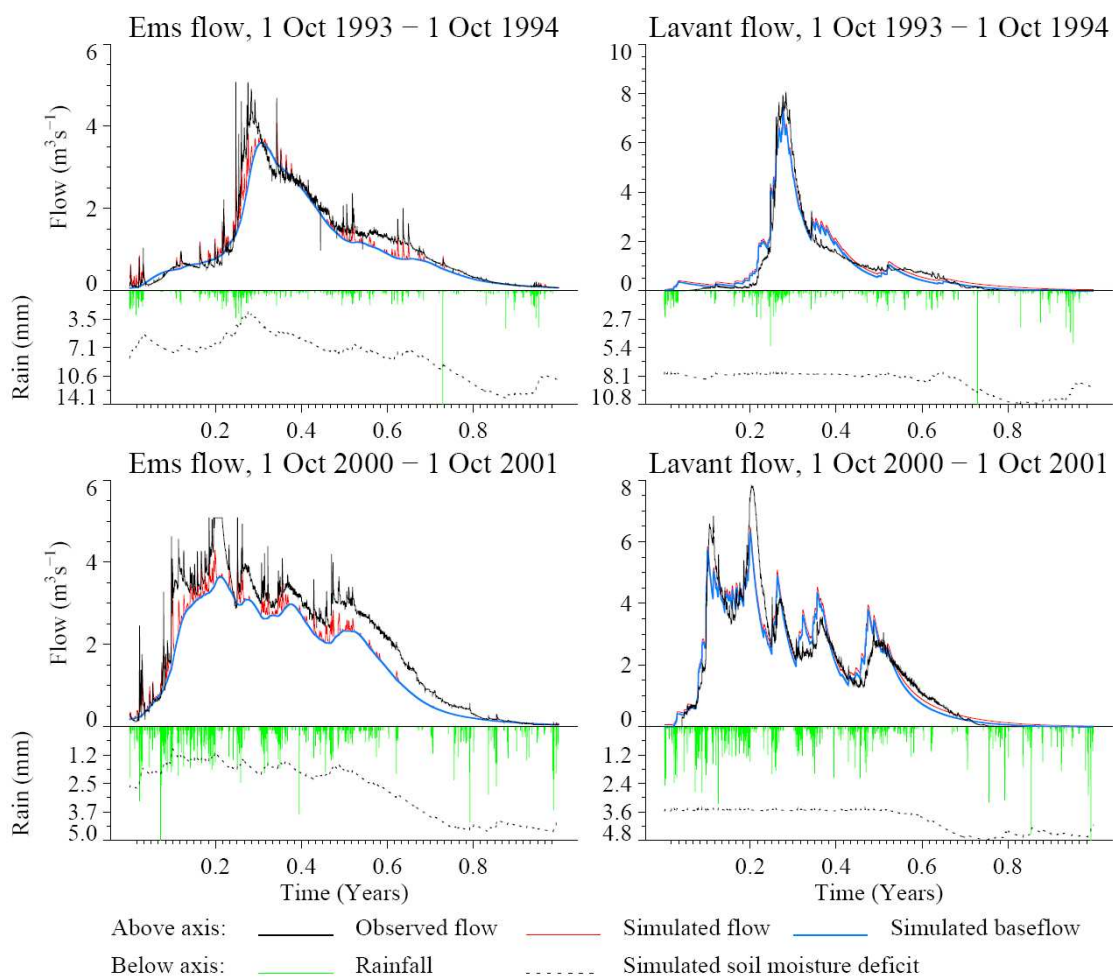 Ems flow, 1 Oct 1993 − 1 Oct 1994
Lavant flow, 1 Oct 1993 − 1 Oct 1994
Flow (m³s⁻¹)
6
4
2
0
10
8
6
4
2
0
Rain (mm)
3.5
7.1
10.6
14.1
2.7
5.4
8.1
10.8
0.2 0.4 0.6 0.8
0.2 0.4 0.6 0.8
Ems flow, 1 Oct 2000 − 1 Oct 2001
Lavant flow, 1 Oct 2000 − 1 Oct 2001
Flow (m³s⁻¹)
6
4
2
0
8
6
4
2
0
Rain (mm)
1.2
2.5
3.7
5.0
1.2
2.4
3.6
4.8
0.2 0.4 0.6 0.8
0.2 0.4 0.6 0.8
Time (Years)
Time (Years)
Above axis: Observed flow Simulated flow Simulated baseflow
Below axis: Rainfall Simulated soil moisture deficit